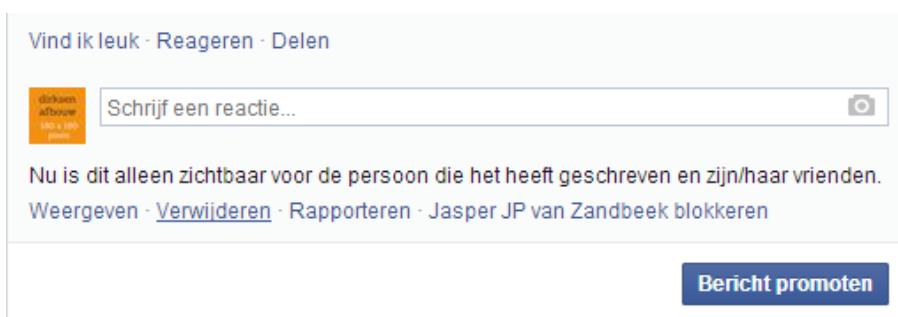 Vind ik leuk · Reageren · Delen
dirksen
afbouw
180 x 180
pixels
Schrijf een reactie...
Nu is dit alleen zichtbaar voor de persoon die het heeft geschreven en zijn/haar vrienden.
Weergeven · Verwijderen · Rapporteren · Jasper JP van Zandbeek blokkeren
Bericht promoten